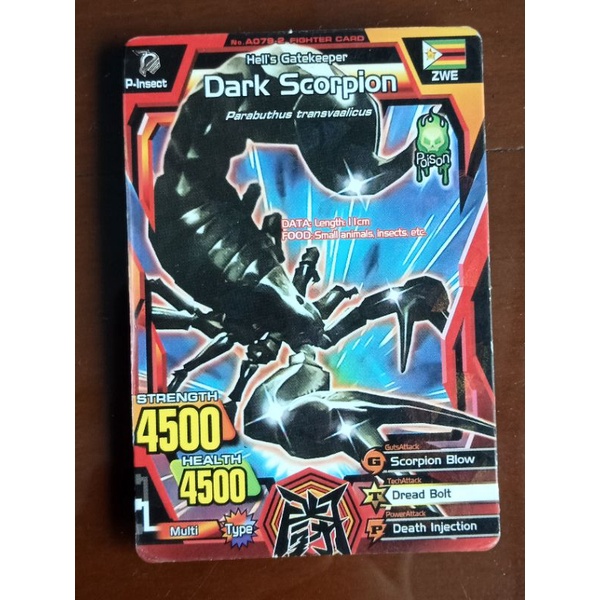 No.A079-2 FIGHTER CARD
P-Insect
Hell's Gatekeeper
ZWE
Dark Scorpion
Parabuthus transvaalicus
Poison
DATA: Length:11cm
FOOD:Small animals, insects, etc.
STRENGTH
4500
HEALTH
4500
GutsAttack
G Scorpion Blow
TechAttack
T Dread Bolt
PowerAttack
P Death Injection
Multi Type
闘